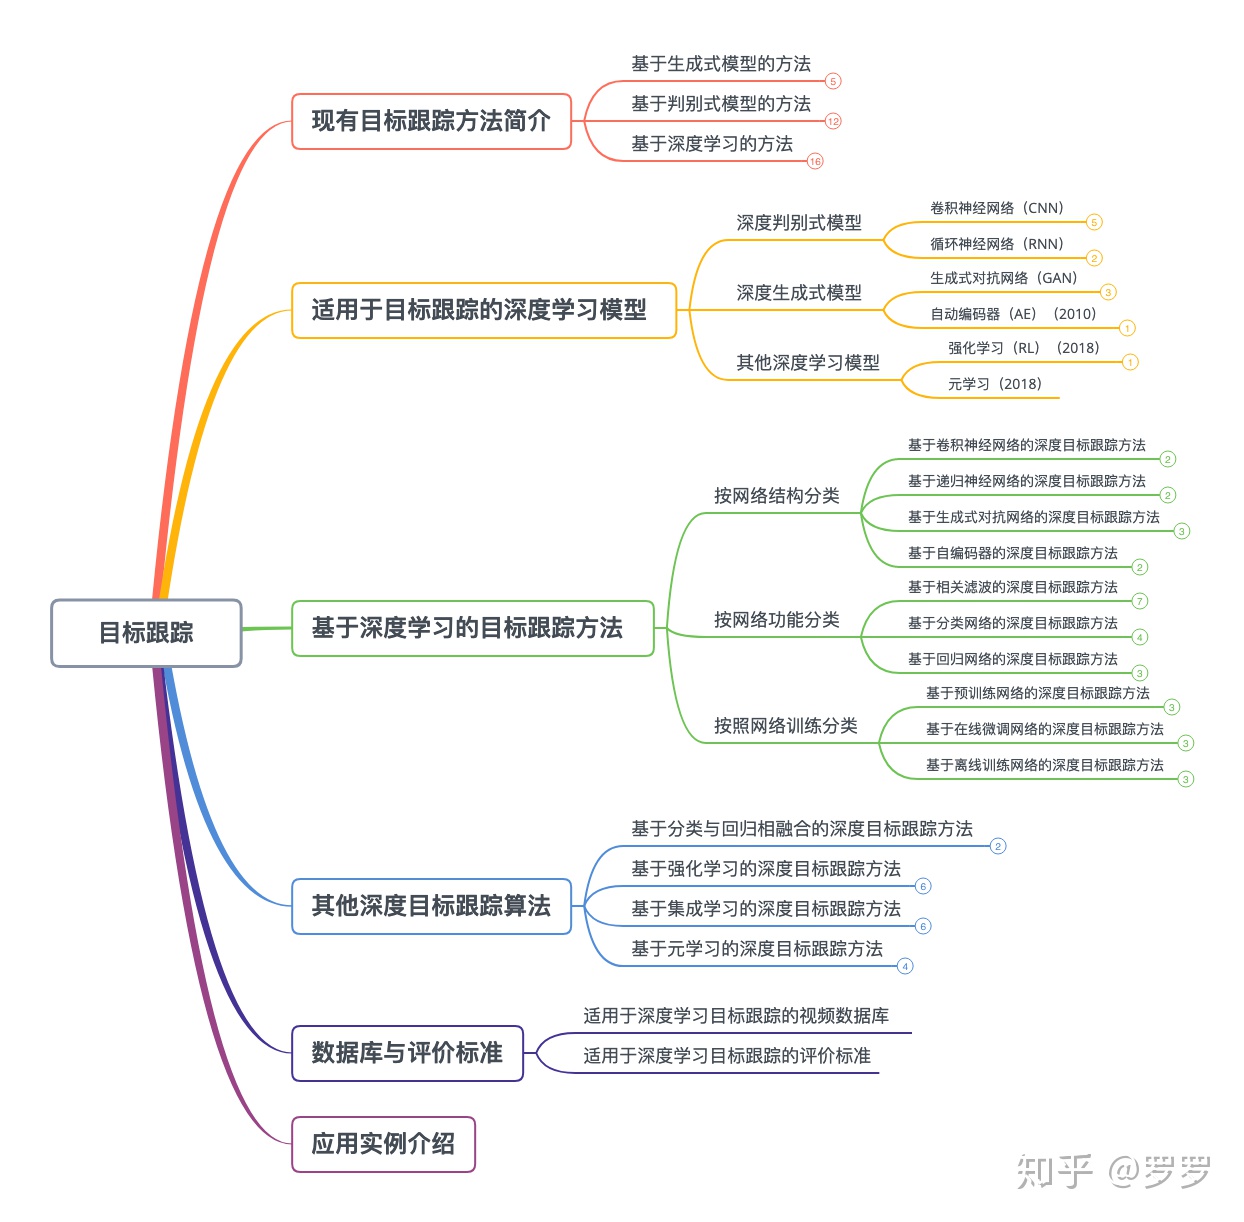 目标跟踪
现有目标跟踪方法简介
基于生成式模型的方法 5
基于判别式模型的方法 12
基于深度学习的方法 16
适用于目标跟踪的深度学习模型
深度判别式模型
卷积神经网络（CNN） 5
循环神经网络（RNN） 2
深度生成式模型
生成式对抗网络（GAN） 3
自动编码器（AE）（2010） 1
其他深度学习模型
强化学习（RL）（2018） 1
元学习（2018）
基于深度学习的目标跟踪方法
按网络结构分类
基于卷积神经网络的深度目标跟踪方法 2
基于递归神经网络的深度目标跟踪方法 2
基于生成式对抗网络的深度目标跟踪方法 3
基于自编码器的深度目标跟踪方法 2
按网络功能分类
基于相关滤波的深度目标跟踪方法 7
基于分类网络的深度目标跟踪方法 4
基于回归网络的深度目标跟踪方法 3
按照网络训练分类
基于预训练网络的深度目标跟踪方法 3
基于在线微调网络的深度目标跟踪方法 3
基于离线训练网络的深度目标跟踪方法 3
其他深度目标跟踪算法
基于分类与回归相融合的深度目标跟踪方法 2
基于强化学习的深度目标跟踪方法 6
基于集成学习的深度目标跟踪方法 6
基于元学习的深度目标跟踪方法 4
数据库与评价标准
适用于深度学习目标跟踪的视频数据库
适用于深度学习目标跟踪的评价标准
应用实例介绍
知乎 @罗罗